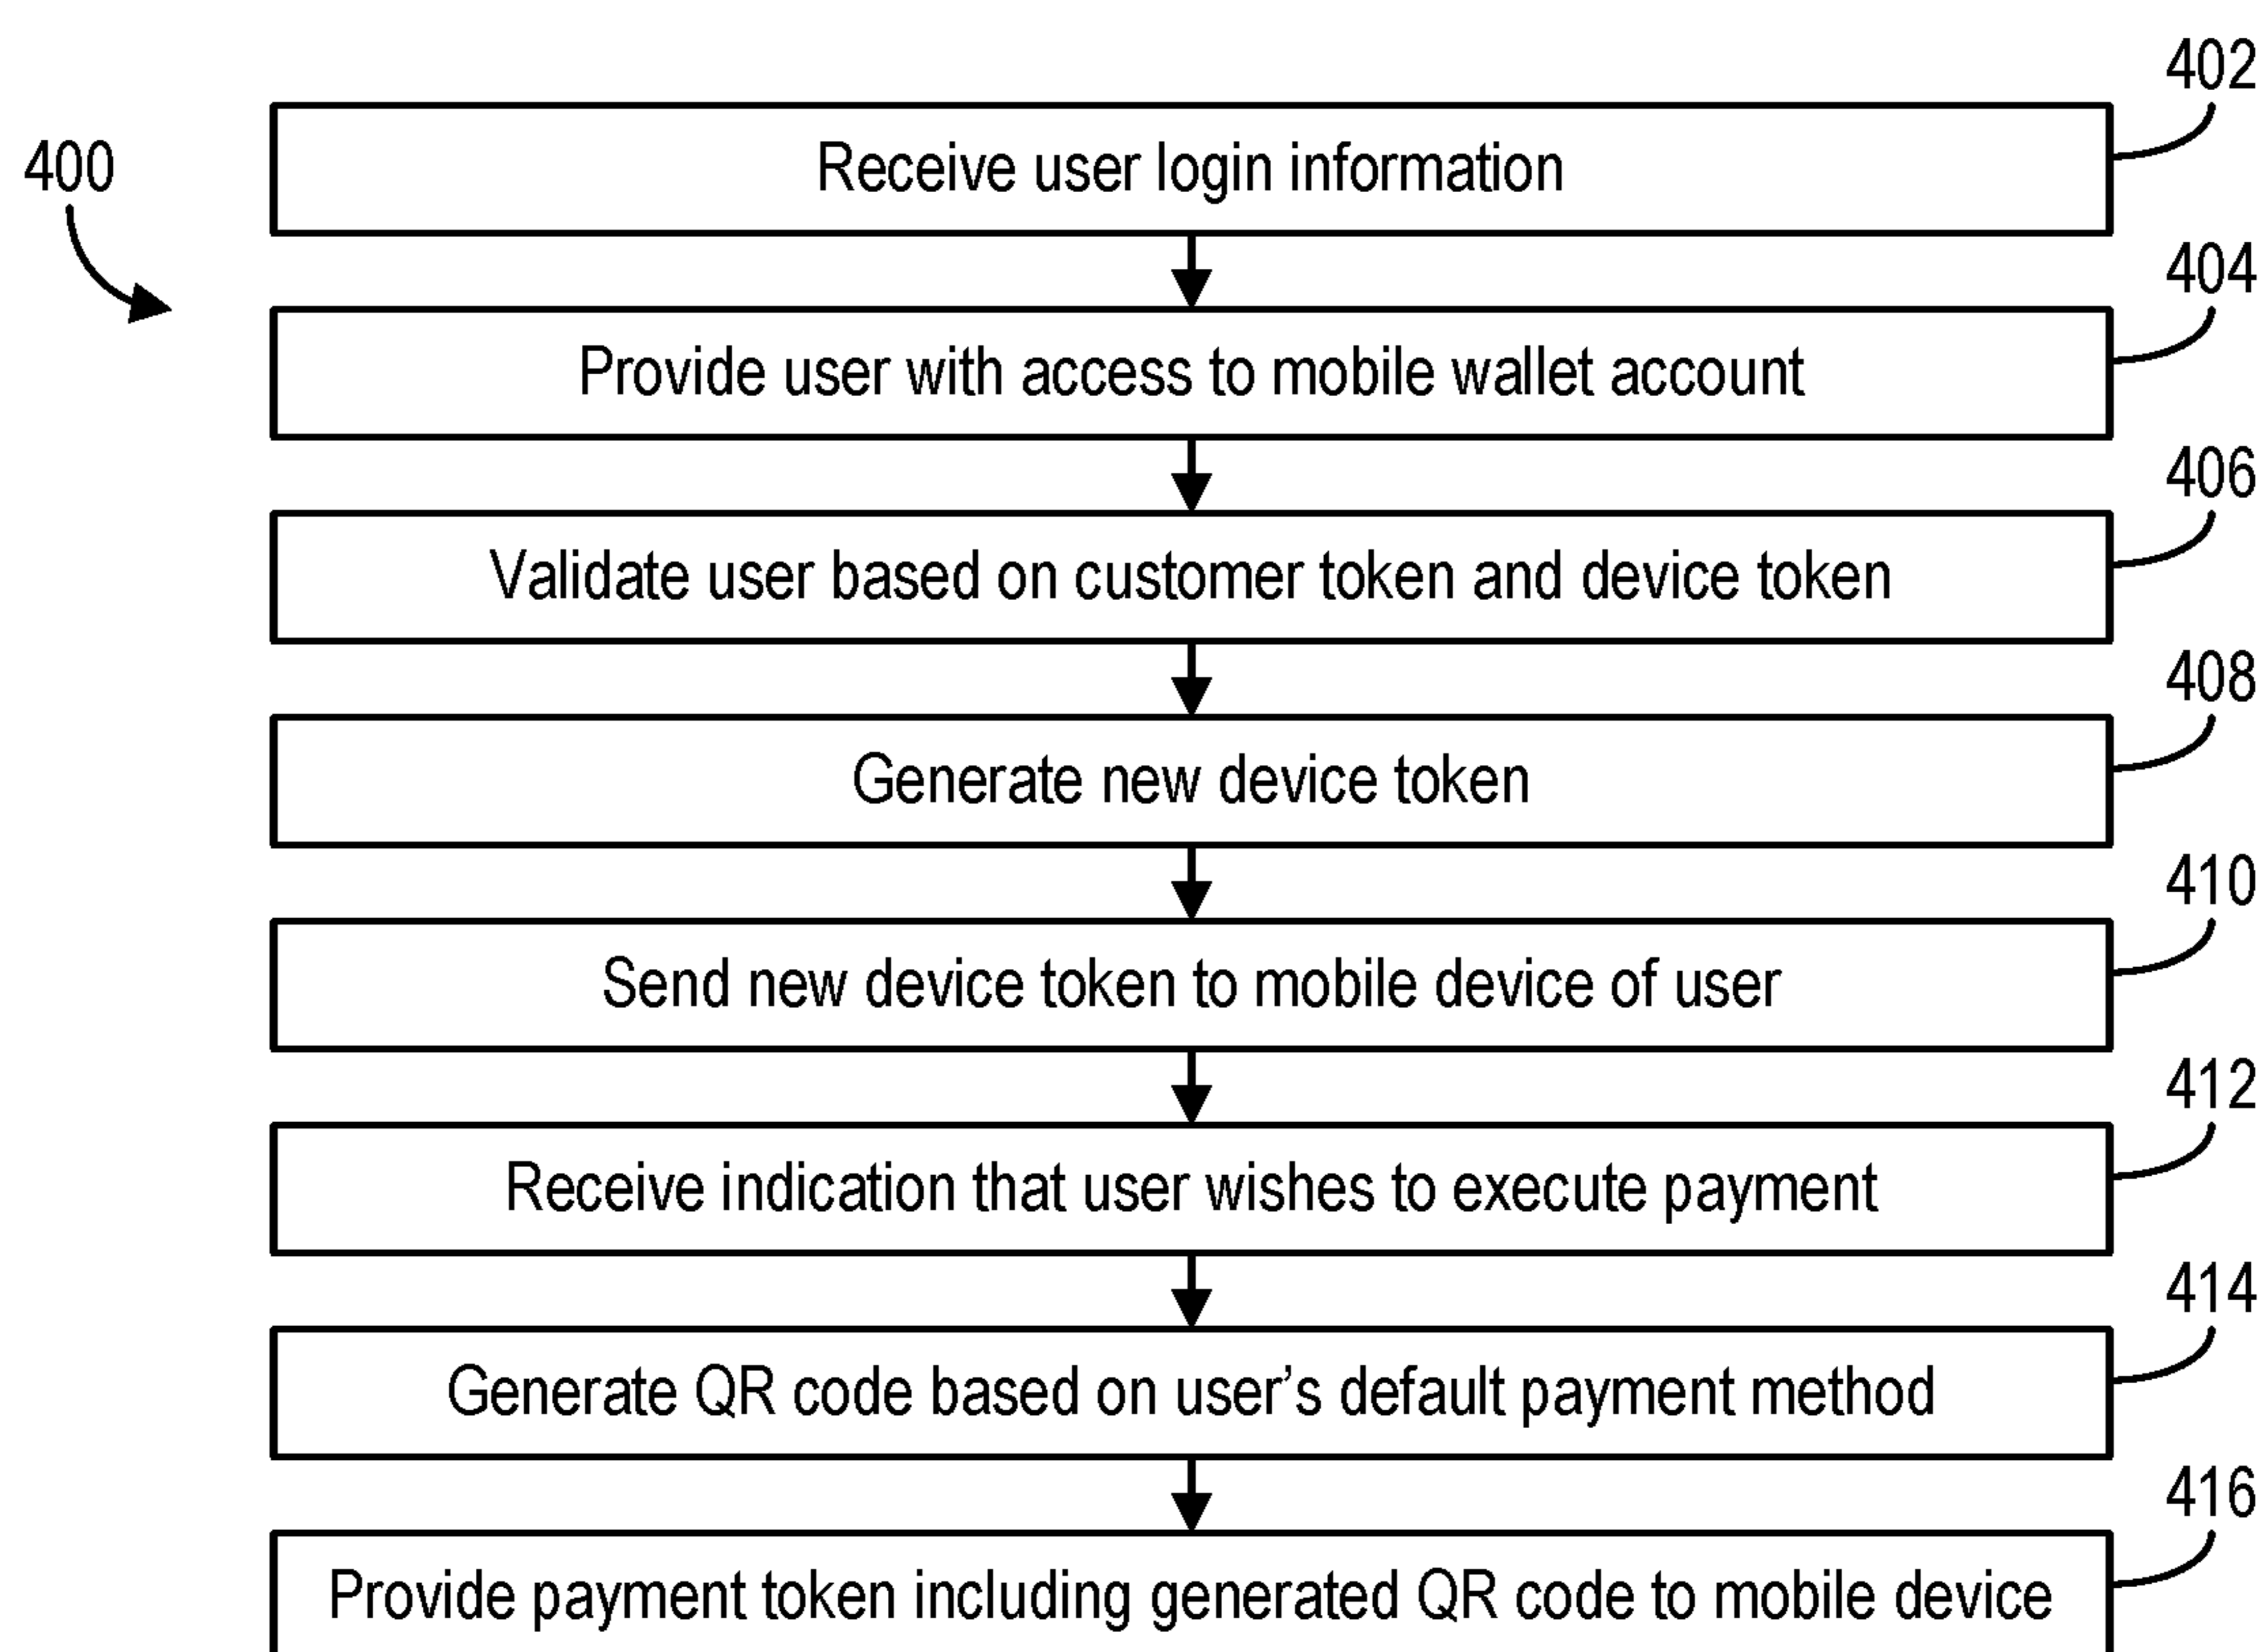 402
Receive user login information
400
404
Provide user with access to mobile wallet account
406
Validate user based on customer token and device token
408
Generate new device token
410
Send new device token to mobile device of user
412
Receive indication that user wishes to execute payment
414
Generate QR code based on user’s default payment method
416
Provide payment token including generated QR code to mobile device